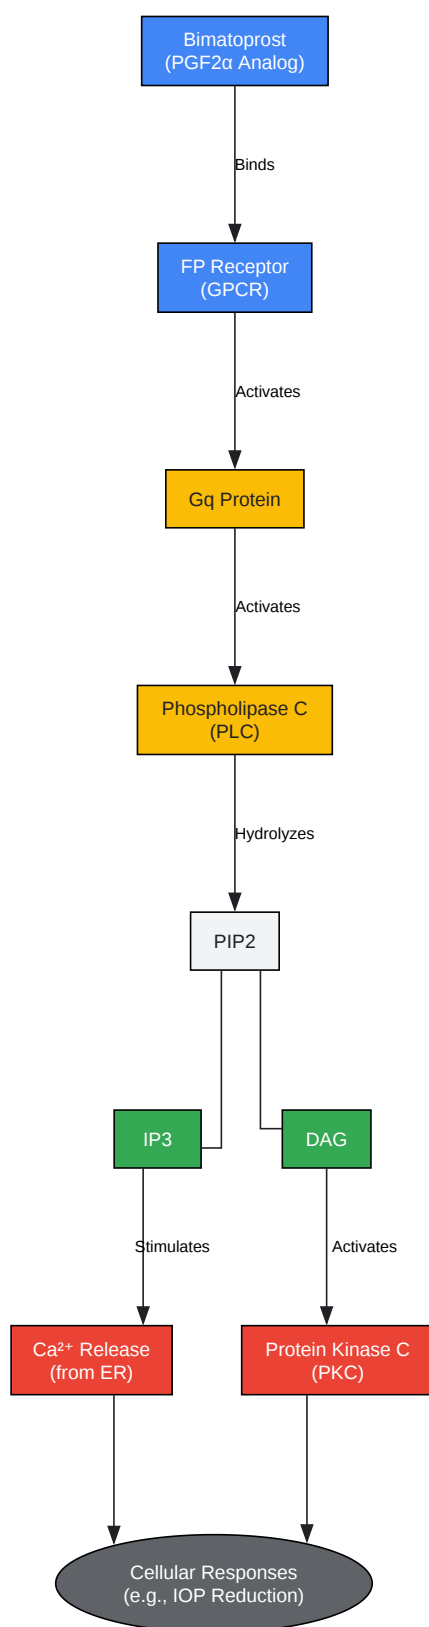 Bimatoprost
(PGF2α Analog)
Binds
FP Receptor
(GPCR)
Activates
Gq Protein
Activates
Phospholipase C
(PLC)
Hydrolyzes
PIP2
IP3
DAG
Stimulates
Activates
Ca²⁺ Release
(from ER)
Protein Kinase C
(PKC)
Cellular Responses
(e.g., IOP Reduction)